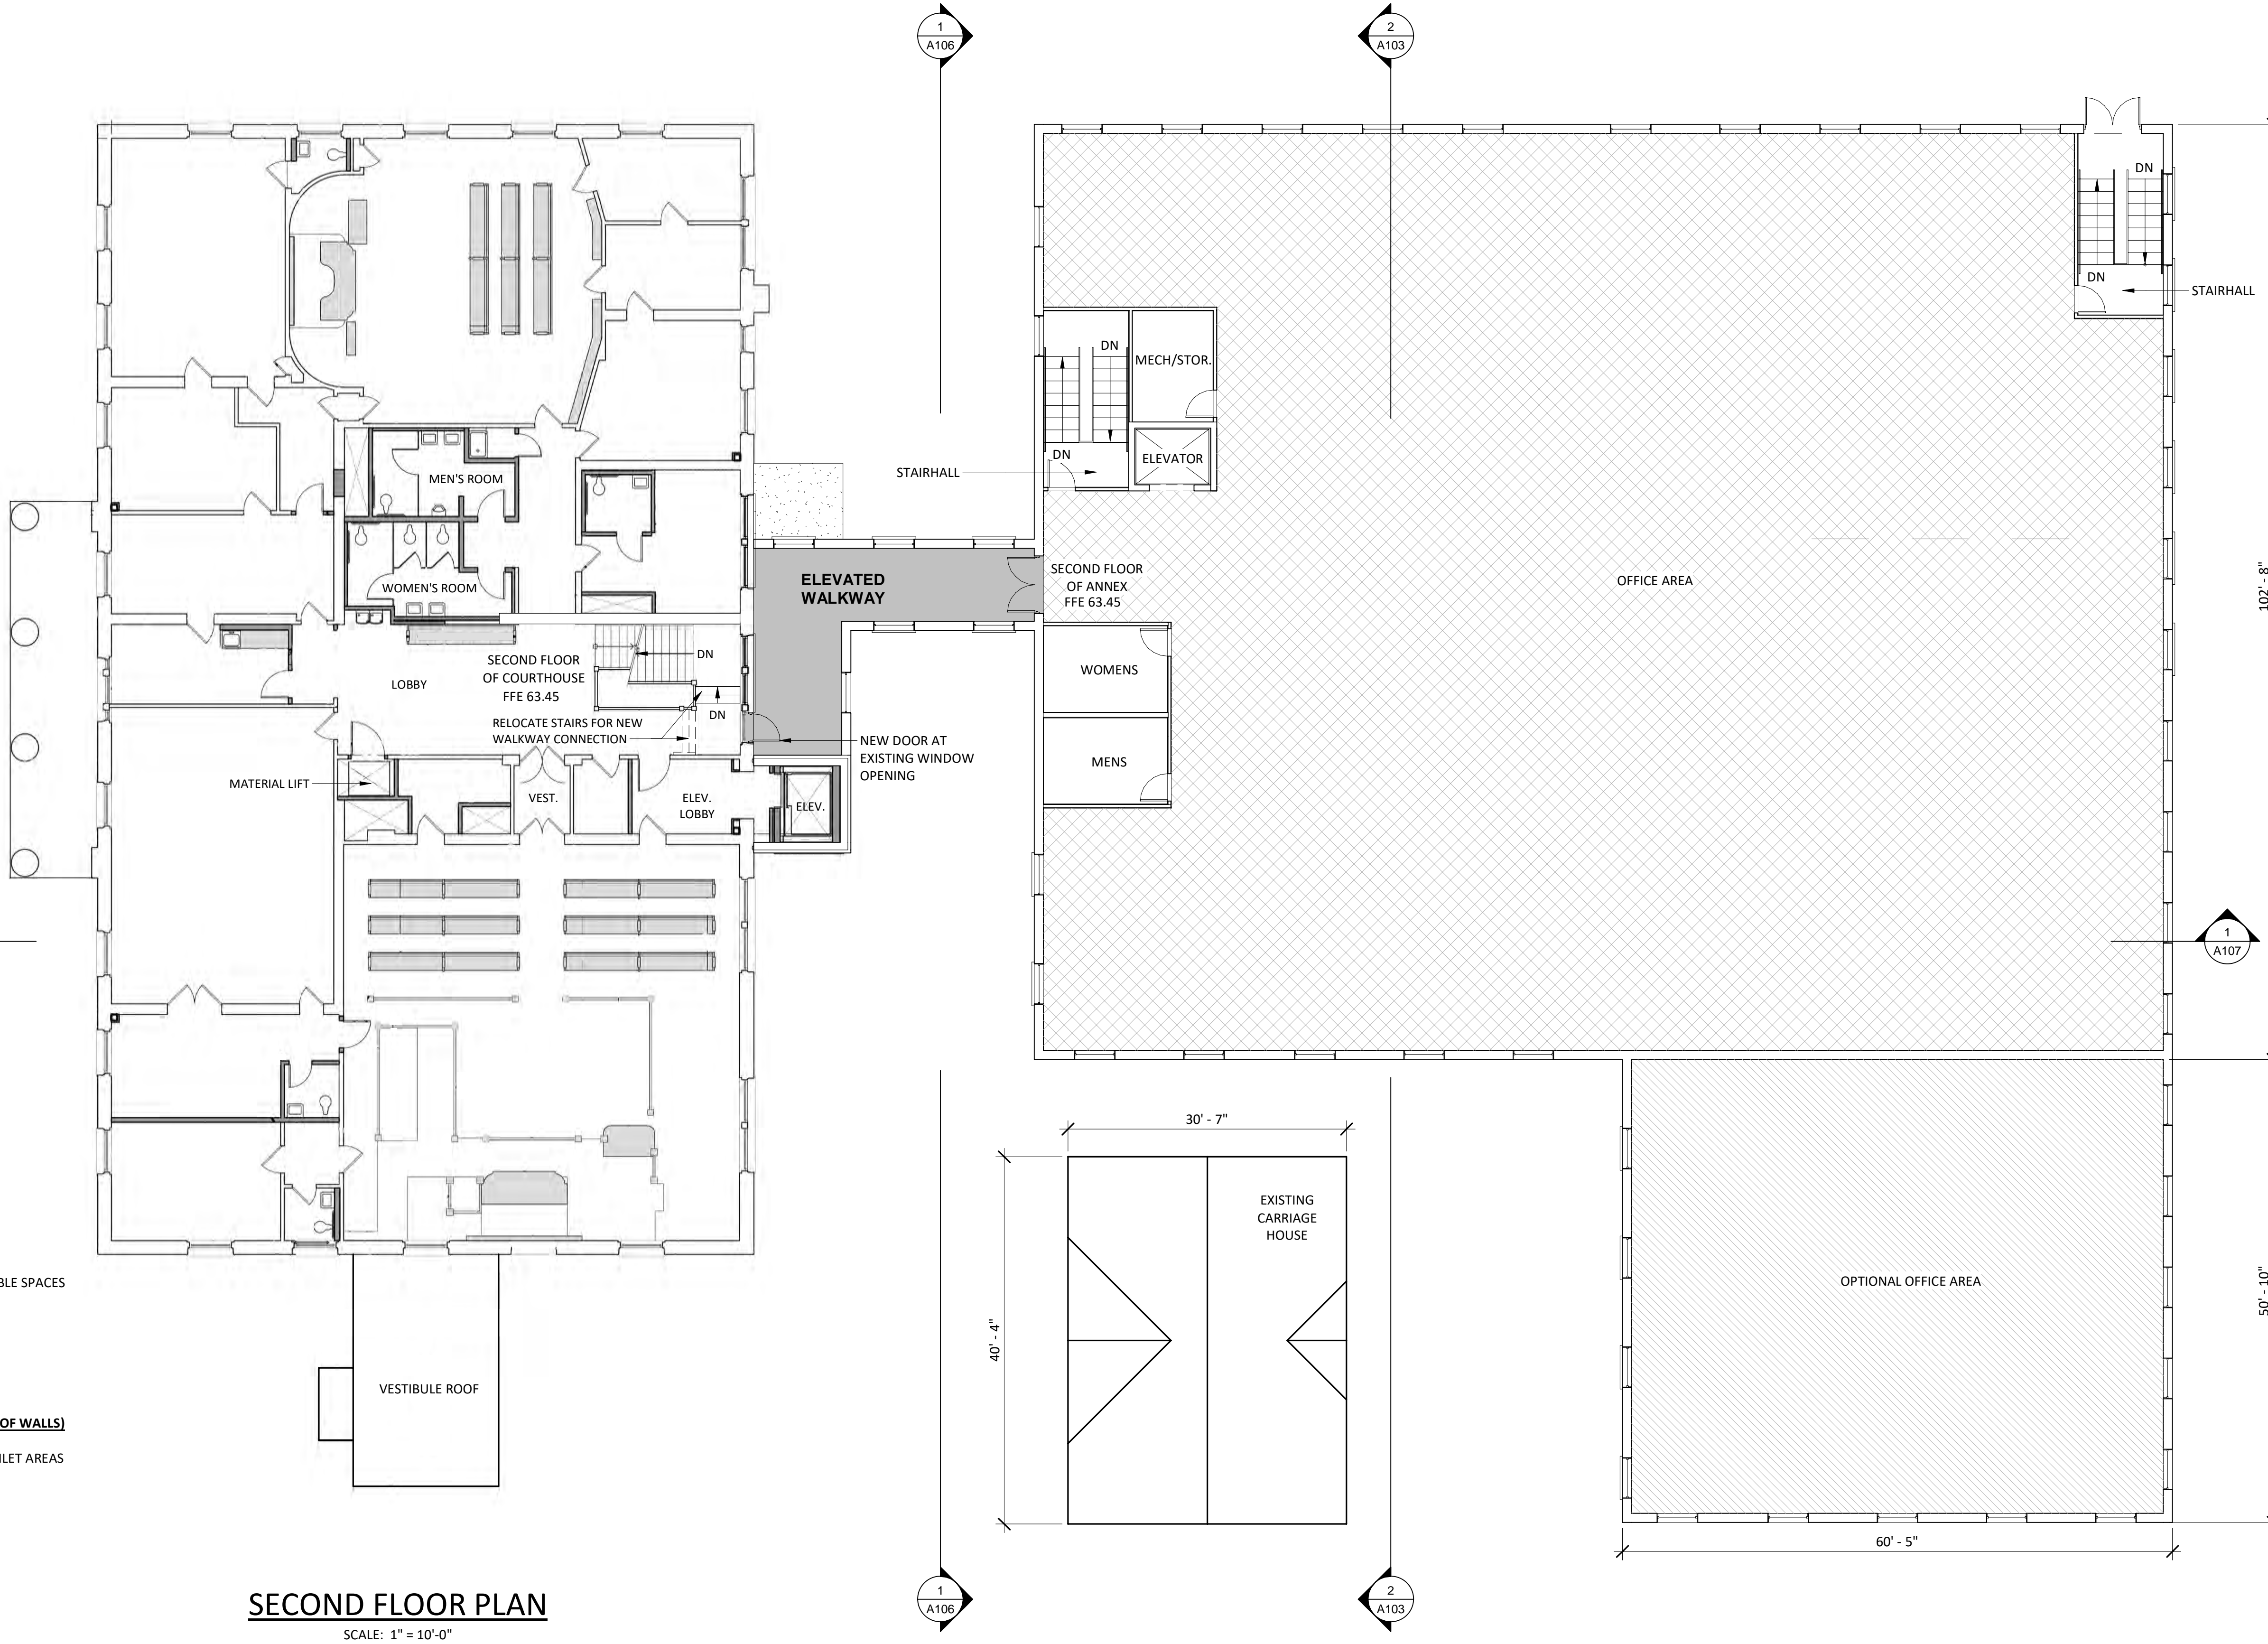 1
A106
2
A103
DN
DN
STAIRHALL
DN
MECH/STOR.
DN
ELEVATOR
STAIRHALL
MEN'S ROOM
WOMEN'S ROOM
ELEVATED
WALKWAY
SECOND FLOOR
OF ANNEX
FFE 63.45
OFFICE AREA
102' - 8"
SECOND FLOOR
OF COURTHOUSE
FFE 63.45
LOBBY
DN
DN
RELOCATE STAIRS FOR NEW
WALKWAY CONNECTION
NEW DOOR AT
EXISTING WINDOW
OPENING
WOMENS
MENS
MATERIAL LIFT
VEST.
ELEV.
LOBBY
ELEV.
1
A107
30' - 7"
40' - 4"
EXISTING
CARRIAGE
HOUSE
OPTIONAL OFFICE AREA
50' - 10"
60' - 5"
BLE SPACES
VESTIBULE ROOF
OF WALLS)
ILET AREAS
1
A106
2
A103
SECOND FLOOR PLAN
SCALE: 1" = 10'-0"